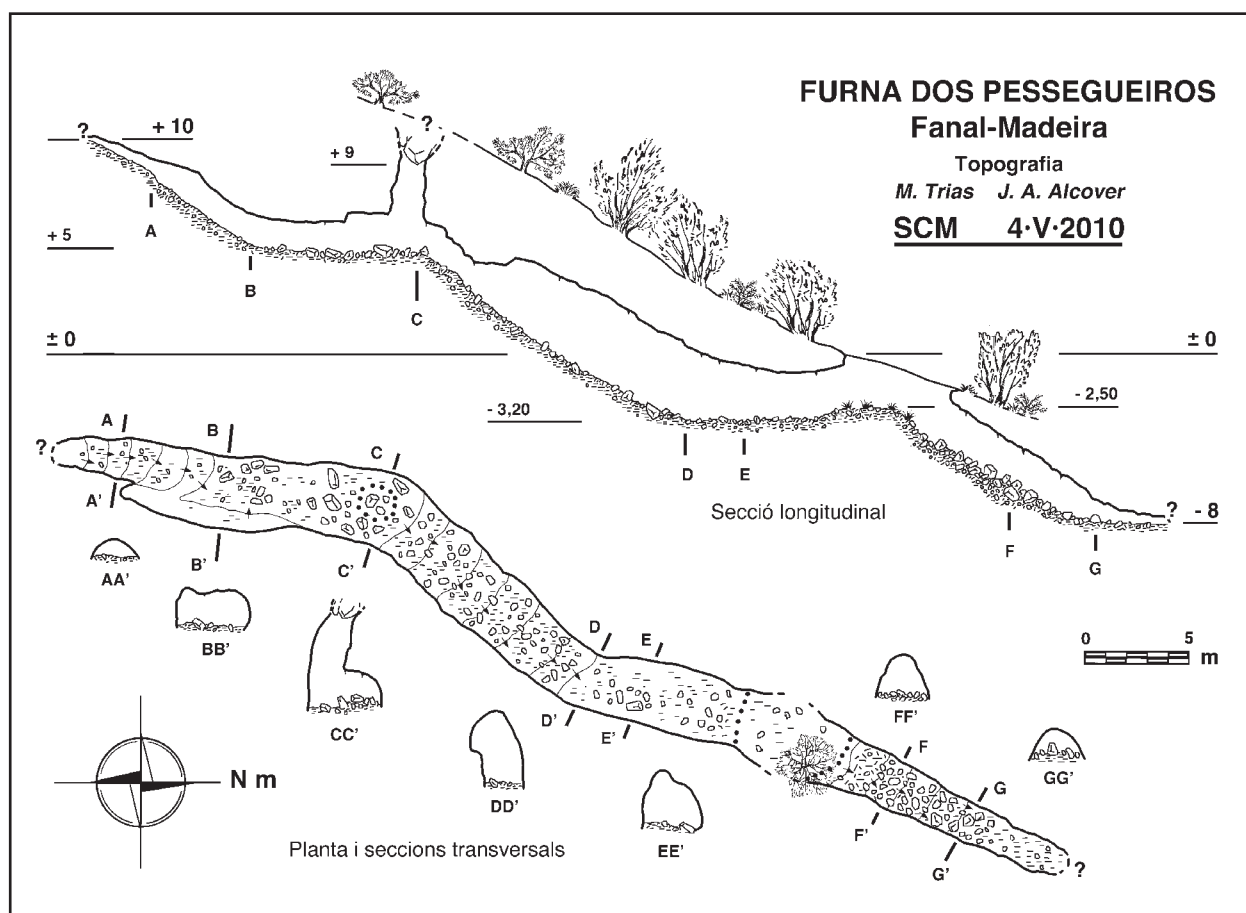 FURNA DOS PESSEGUEIROS
Fanal-Madeira
Topografia
M. Trias J. A. Alcover
SCM 4·V·2010
?
+ 10
+ 9
?
A
+ 5
B
C
± 0
± 0
- 2,50
- 3,20
D
E
Secció longitudinal
?
- 8
F
G
A
B
C
?
A'
B'
C'
AA'
BB'
CC'
D
E
D'
E'
DD'
EE'
FF'
F
F'
GG'
G
G'
?
0 5
m
N m
Planta i seccions transversals